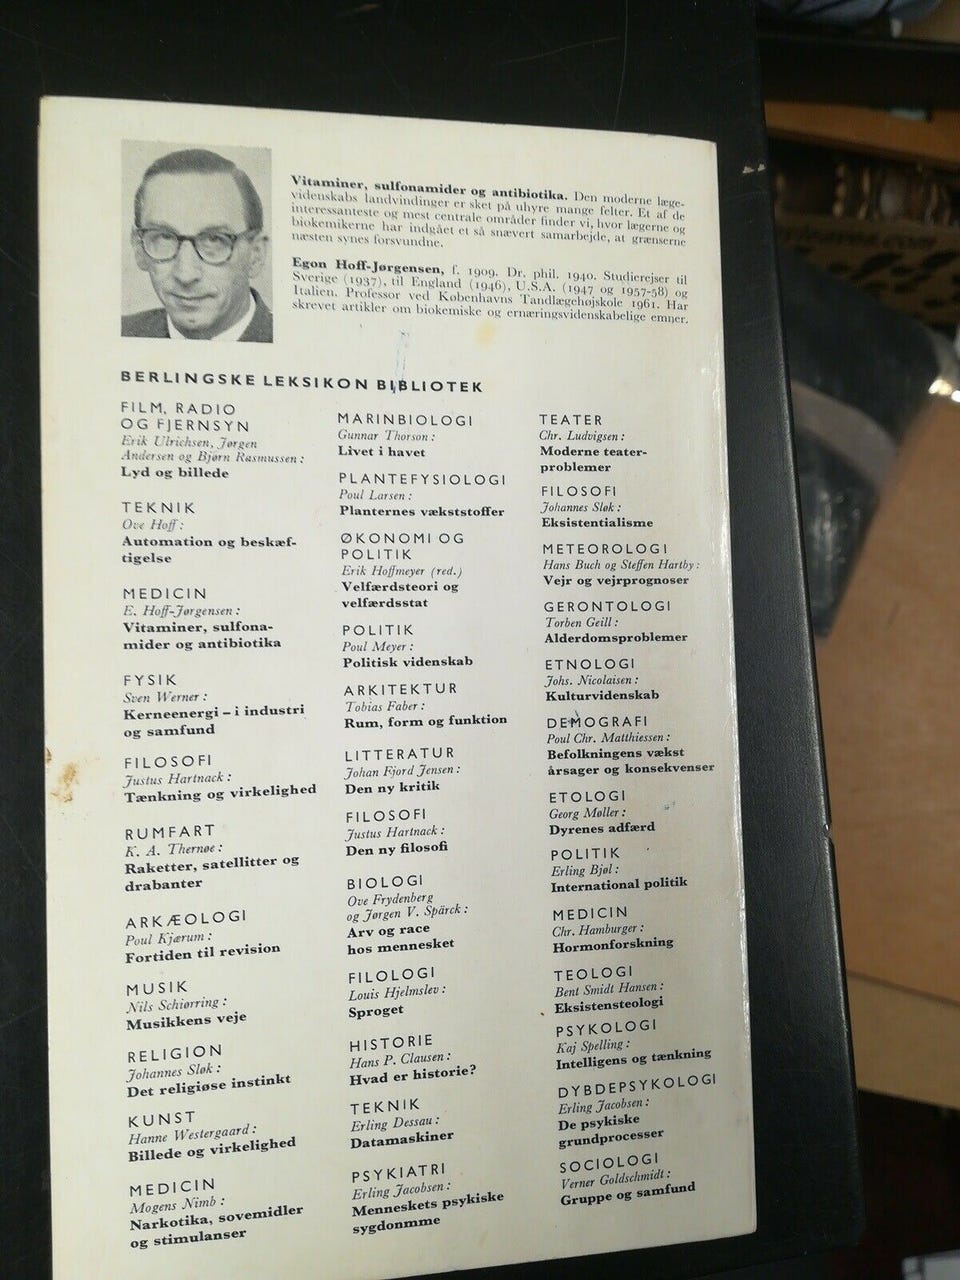 Vitaminer, sulfonamider og antibiotika. Den moderne læge-
videnskabs landvindinger er sket på uhyre mange felter. Et af de
interessanteste og mest centrale områder finder vi, hvor lægerne og
biokemikerne har indgået et så snævert samarbejde, at grænserne
næsten synes forsvundne.
Egon Hoff-Jørgensen, f. 1909. Dr. phil. 1940. Studierejser til
Sverige (1937), til England (1946), U.S.A. (1947 og 1957-58) og
Italien. Professor ved Københavns Tandlægehøjskole 1961. Har
skrevet artikler om biokemiske og ernæringsvidenskabelige emner.
BERLINGSKE LEKSIKON BIBLIOTEK
FILM, RADIO
OG FJERNSYN
Erik Ulrichsen, Jørgen
Andersen og Bjørn Rasmussen:
Lyd og billede
TEKNIK
Ove Hoff:
Automation og beskæf-
tigelse
MEDICIN
E. Hoff-Jørgensen:
Vitaminer, sulfona-
mider og antibiotika
FYSIK
Sven Werner:
Kerneenergi – i industri
og samfund
FILOSOFI
Justus Hartnack:
Tænkning og virkelighed
RUMFART
K. A. Thernøe:
Raketter, satellitter og
drabanter
ARKÆOLOGI
Poul Kjærum:
Fortiden til revision
MUSIK
Nils Schiørring:
Musikkens veje
RELIGION
Johannes Sløk:
Det religiøse instinkt
KUNST
Hanne Westergaard:
Billede og virkelighed
MEDICIN
Mogens Nimb:
Narkotika, sovemidler
og stimulanser
MARINBIOLOGI
Gunnar Thorson:
Livet i havet
PLANTEFYSIOLOGI
Poul Larsen:
Planternes vækststoffer
ØKONOMI OG
POLITIK
Erik Hoffmeyer (red.)
Velfærdsteori og
velfærdsstat
POLITIK
Poul Meyer:
Politisk videnskab
ARKITEKTUR
Tobias Faber:
Rum, form og funktion
LITTERATUR
Johan Fjord Jensen:
Den ny kritik
FILOSOFI
Justus Hartnack:
Den ny filosofi
BIOLOGI
Ove Frydenberg
og Jørgen V. Spärck:
Arv og race
hos mennesket
FILOLOGI
Louis Hjelmslev:
Sproget
HISTORIE
Hans P. Clausen:
Hvad er historie?
TEKNIK
Erling Dessau:
Datamaskiner
PSYKIATRI
Erling Jacobsen:
Menneskets psykiske
sygdonmme
TEATER
Chr. Ludvigsen:
Moderne teater-
problemer
FILOSOFI
Johannes Sløk:
Eksistentialisme
METEOROLOGI
Hans Buch og Steffen Hartby:
Vejr og vejrprognoser
GERONTOLOGI
Torben Geill:
Alderdomsproblemer
ETNOLOGI
Johs. Nicolaisen:
Kulturvidenskab
DEMOGRAFI
Poul Chr. Matthiessen:
Befolkningens vækst
årsager og konsekvenser
ETOLOGI
Georg Møller:
Dyrenes adfærd
POLITIK
Erling Bjøl:
International politik
MEDICIN
Chr. Hamburger:
Hormonforskning
TEOLOGI
Bent Smidt Hansen:
Eksistensteologi
PSYKOLOGI
Kaj Spelling:
Intelligens og tænkning
DYBDEPSYKOLOGI
Erling Jacobsen:
De psykiske
grundprocesser
SOCIOLOGI
Verner Goldschmidt:
Gruppe og samfund